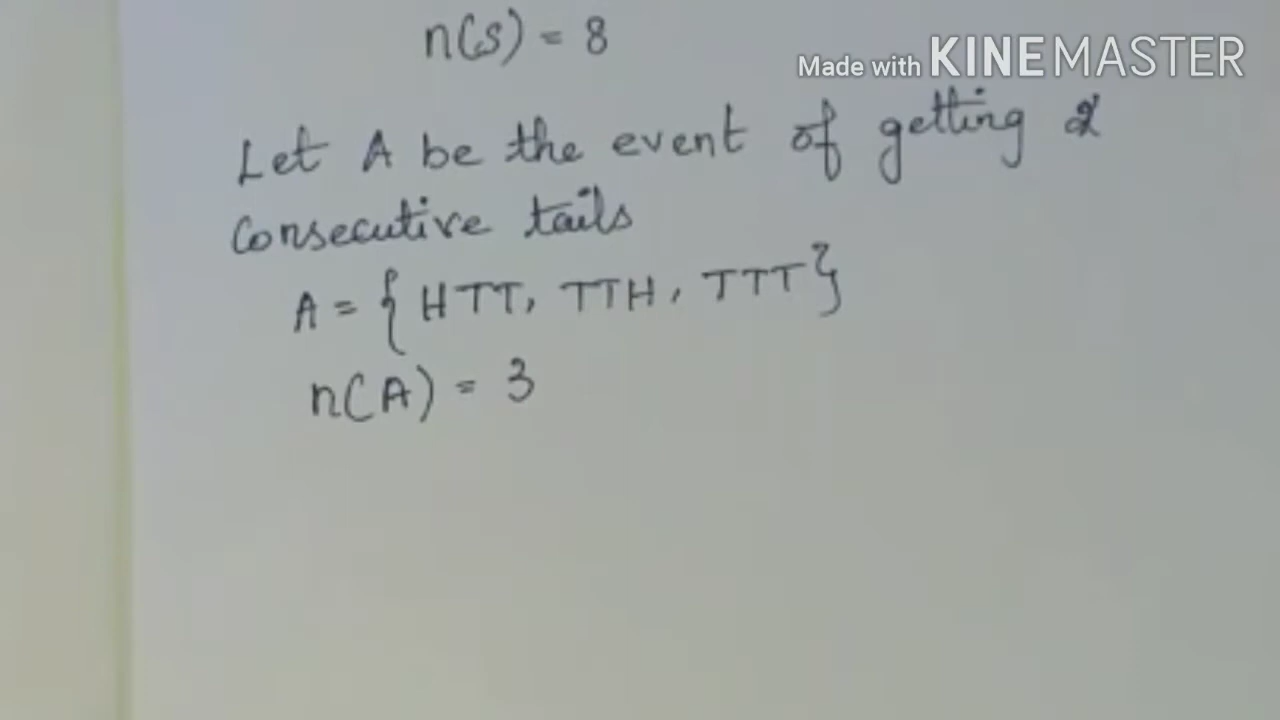 n(S) = 8
Made with KINEMASTER
Let A be the event of getting 2
consecutive tails
A = { HTT, TTH, TTT }
n(A) = 3